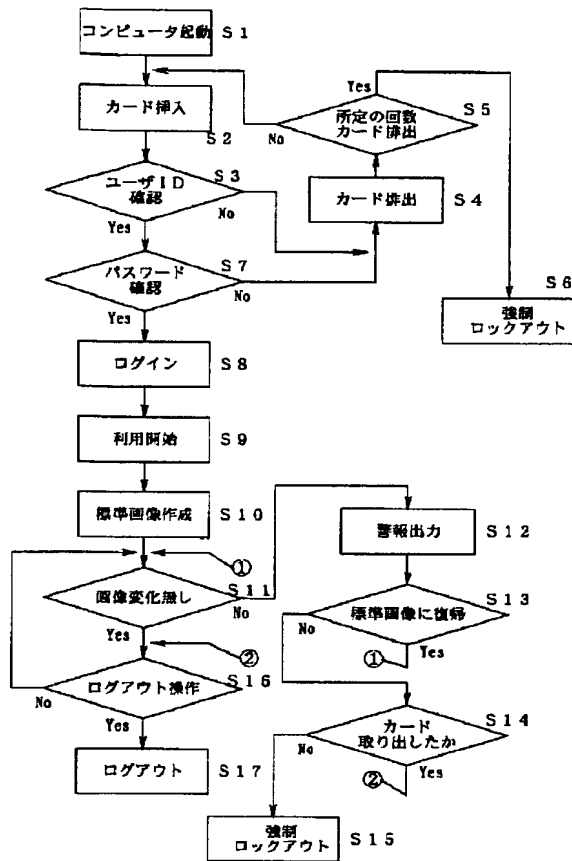 コンピュータ起動 S1
カード挿入
S2
ユーザID
確認
S3
No
Yes
パスワード
確認
S7
No
Yes
ログイン S8
利用開始 S9
標準画像作成 S10
①
画像変化無し
S11
No
Yes
②
ログアウト操作
S16
No
Yes
ログアウト S17
Yes
所定の回数
カード排出
S5
No
カード排出 S4
S6
強制
ロックアウト
警報出力 S12
標準画像に復帰
S13
No
①
Yes
カード
取り出したか
S14
No
②
Yes
強制
ロックアウト
S15